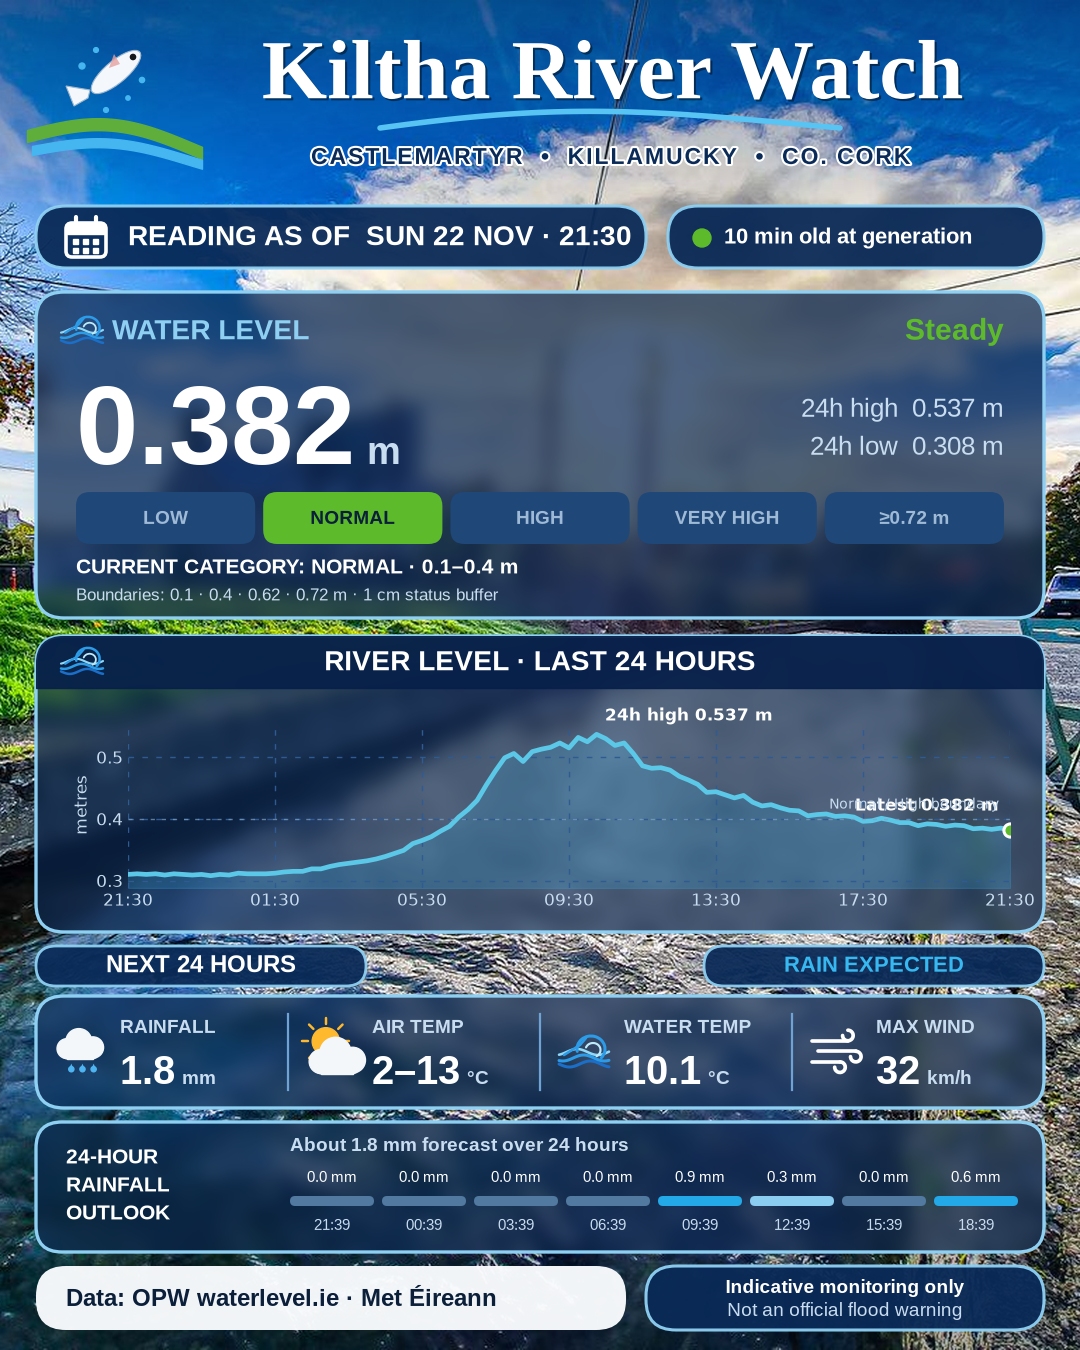 Kiltha River Watch
CASTLEMARTYR • KILLAMUCKY • CO. CORK
READING AS OF SUN 22 NOV · 21:30
10 min old at generation
WATER LEVEL
Steady
0.382 m
24h high 0.537 m
24h low 0.308 m
LOW
NORMAL
HIGH
VERY HIGH
≥0.72 m
CURRENT CATEGORY: NORMAL · 0.1–0.4 m
Boundaries: 0.1 · 0.4 · 0.62 · 0.72 m · 1 cm status buffer
RIVER LEVEL · LAST 24 HOURS
24h high 0.537 m
metres
0.5
0.4
0.3
Latest 0.382 m
21:30 01:30 05:30 09:30 13:30 17:30 21:30
NEXT 24 HOURS
RAIN EXPECTED
RAINFALL
1.8 mm
AIR TEMP
2–13 °C
WATER TEMP
10.1 °C
MAX WIND
32 km/h
24-HOUR
RAINFALL
OUTLOOK
About 1.8 mm forecast over 24 hours
0.0 mm 0.0 mm 0.0 mm 0.0 mm 0.9 mm 0.3 mm 0.0 mm 0.6 mm
21:39 00:39 03:39 06:39 09:39 12:39 15:39 18:39
Data: OPW waterlevel.ie · Met Éireann
Indicative monitoring only
Not an official flood warning